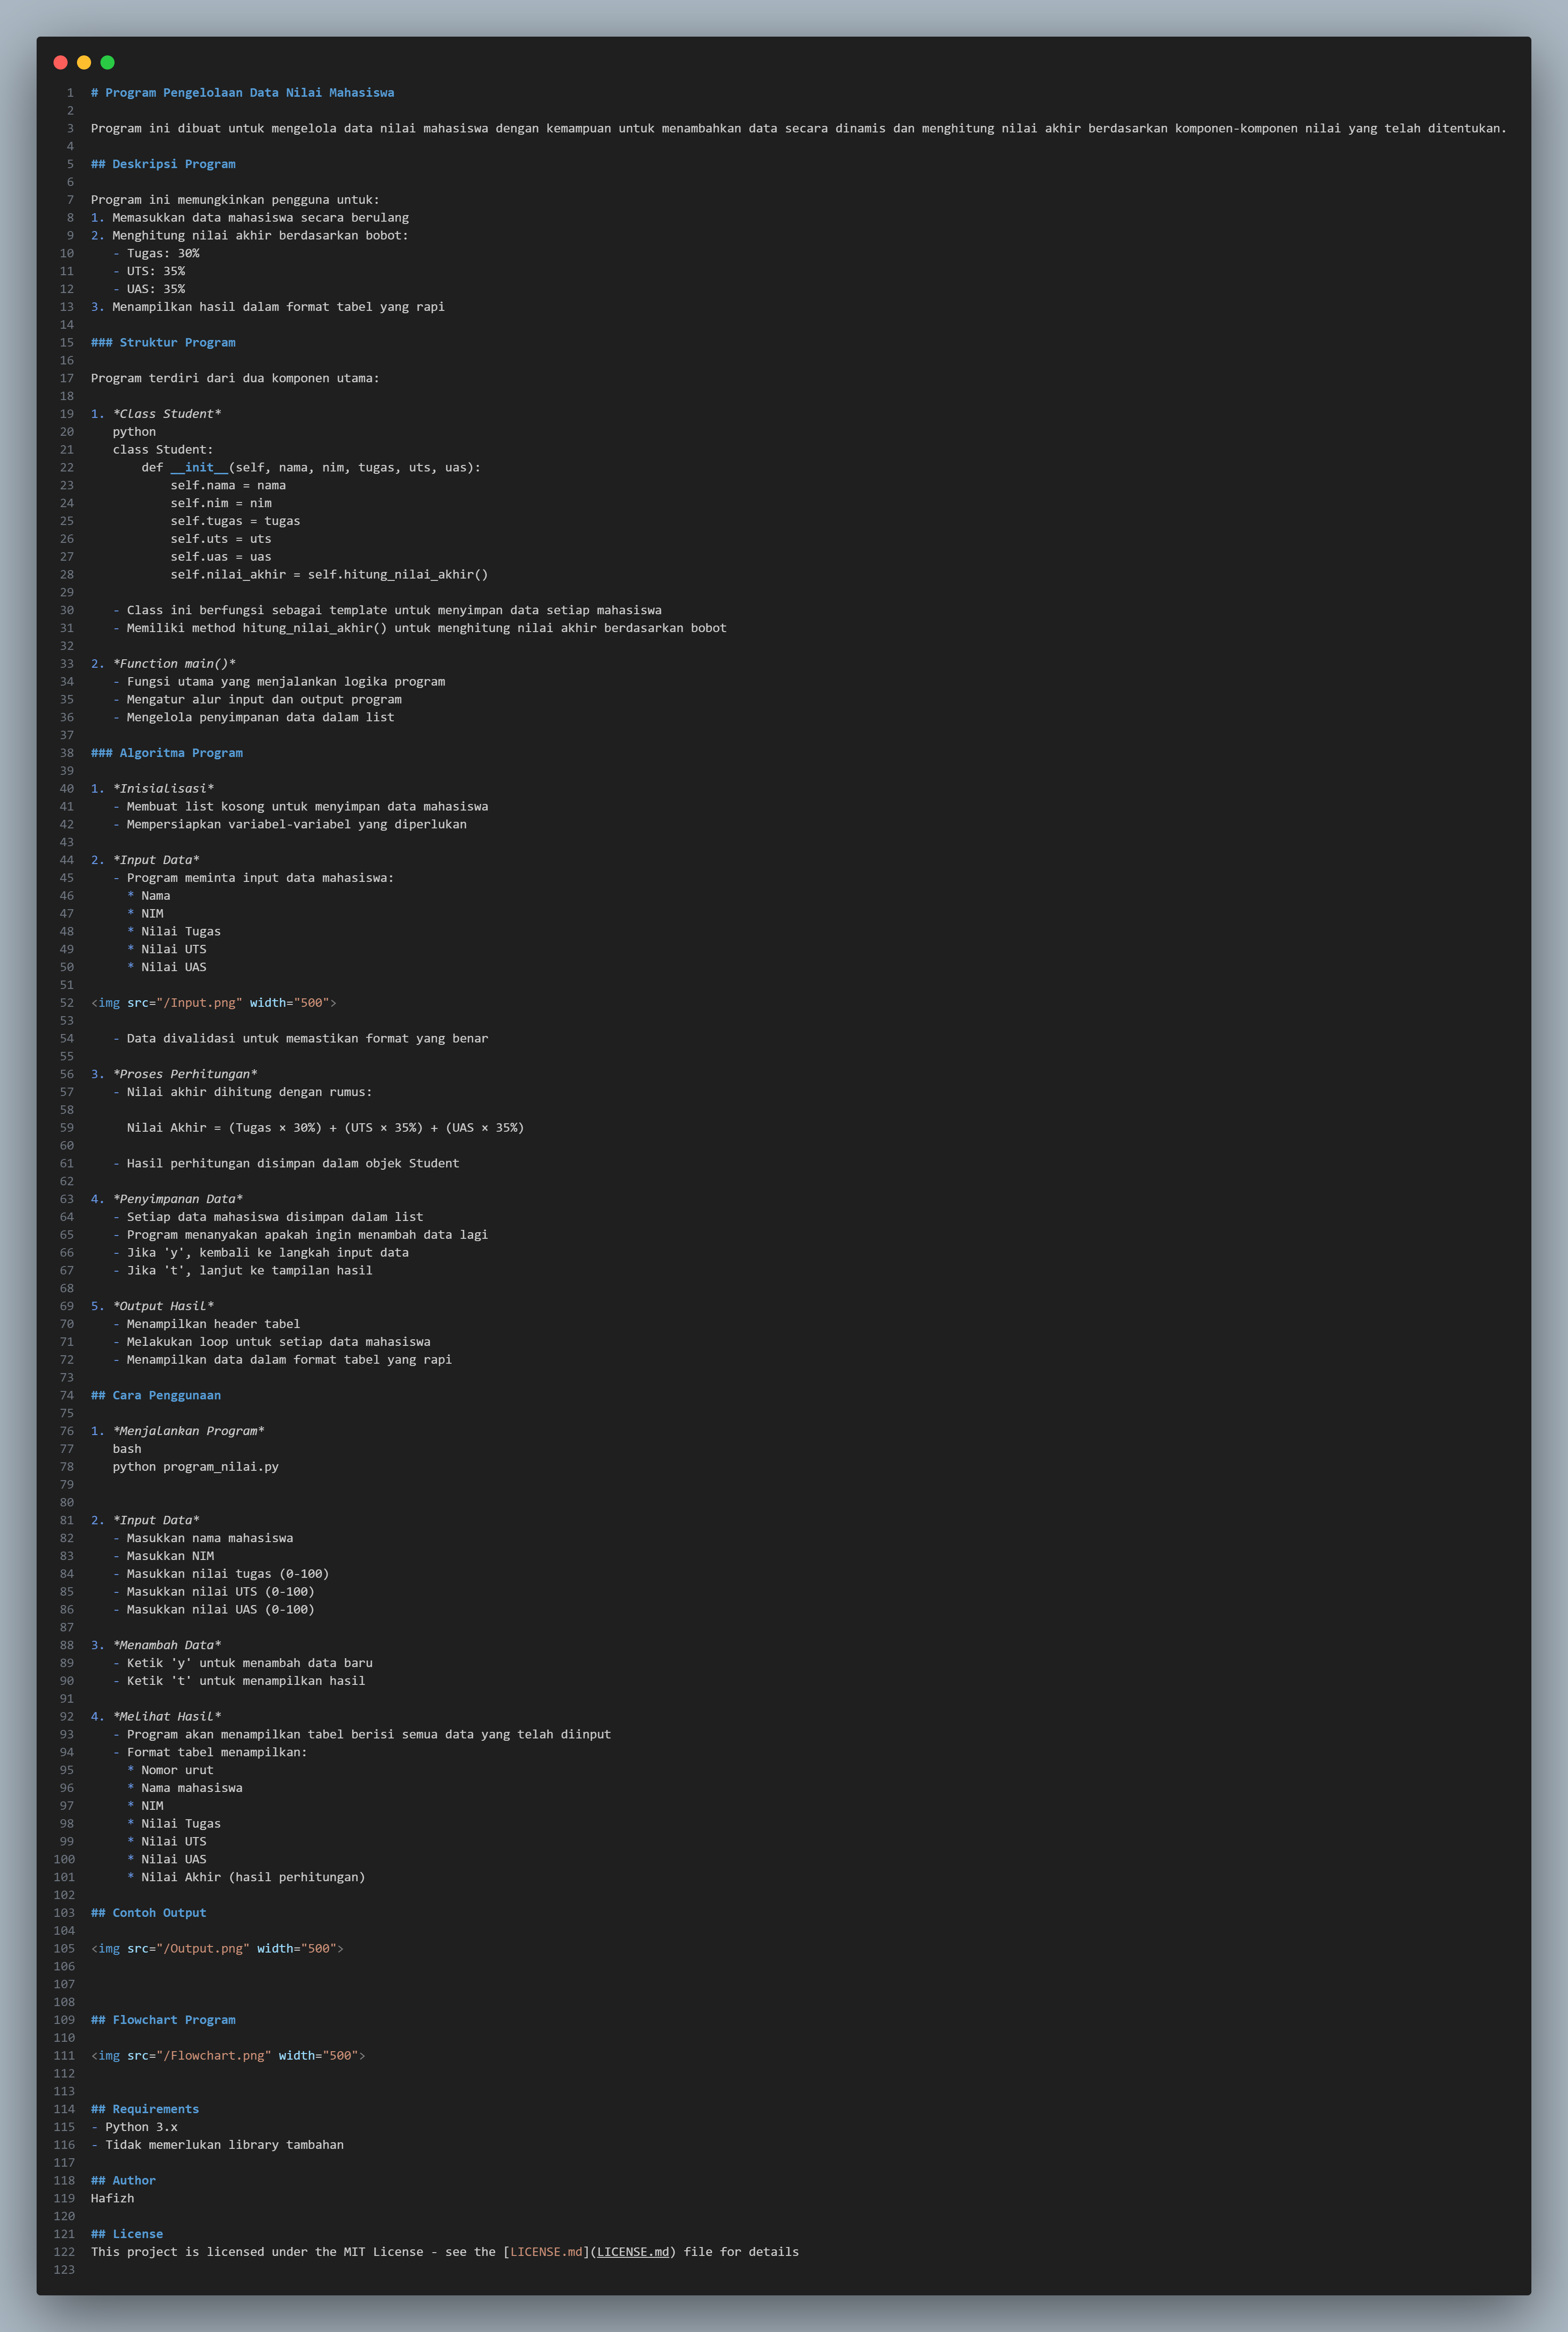 1 # Program Pengelolaan Data Nilai Mahasiswa
2
3 Program ini dibuat untuk mengelola data nilai mahasiswa dengan kemampuan untuk menambahkan data secara dinamis dan menghitung nilai akhir berdasarkan komponen-komponen nilai yang telah ditentukan.
4
5 ## Deskripsi Program
6
7 Program ini memungkinkan pengguna untuk:
8 1. Memasukkan data mahasiswa secara berulang
9 2. Menghitung nilai akhir berdasarkan bobot:
10    - Tugas: 30%
11    - UTS: 35%
12    - UAS: 35%
13 3. Menampilkan hasil dalam format tabel yang rapi
14
15 ### Struktur Program
16
17 Program terdiri dari dua komponen utama:
18
19 1. *Class Student*
20    python
21    class Student:
22        def __init__(self, nama, nim, tugas, uts, uas):
23            self.nama = nama
24            self.nim = nim
25            self.tugas = tugas
26            self.uts = uts
27            self.uas = uas
28            self.nilai_akhir = self.hitung_nilai_akhir()
29
30    - Class ini berfungsi sebagai template untuk menyimpan data setiap mahasiswa
31    - Memiliki method hitung_nilai_akhir() untuk menghitung nilai akhir berdasarkan bobot
32
33 2. *Function main()*
34    - Fungsi utama yang menjalankan logika program
35    - Mengatur alur input dan output program
36    - Mengelola penyimpanan data dalam list
37
38 ### Algoritma Program
39
40 1. *Inisialisasi*
41    - Membuat list kosong untuk menyimpan data mahasiswa
42    - Mempersiapkan variabel-variabel yang diperlukan
43
44 2. *Input Data*
45    - Program meminta input data mahasiswa:
46      * Nama
47      * NIM
48      * Nilai Tugas
49      * Nilai UTS
50      * Nilai UAS
51
52 <img src="/Input.png" width="500">
53
54    - Data divalidasi untuk memastikan format yang benar
55
56 3. *Proses Perhitungan*
57    - Nilai akhir dihitung dengan rumus:
58
59      Nilai Akhir = (Tugas × 30%) + (UTS × 35%) + (UAS × 35%)
60
61    - Hasil perhitungan disimpan dalam objek Student
62
63 4. *Penyimpanan Data*
64    - Setiap data mahasiswa disimpan dalam list
65    - Program menanyakan apakah ingin menambah data lagi
66    - Jika 'y', kembali ke langkah input data
67    - Jika 't', lanjut ke tampilan hasil
68
69 5. *Output Hasil*
70    - Menampilkan header tabel
71    - Melakukan loop untuk setiap data mahasiswa
72    - Menampilkan data dalam format tabel yang rapi
73
74 ## Cara Penggunaan
75
76 1. *Menjalankan Program*
77    bash
78    python program_nilai.py
79
80
81 2. *Input Data*
82    - Masukkan nama mahasiswa
83    - Masukkan NIM
84    - Masukkan nilai tugas (0-100)
85    - Masukkan nilai UTS (0-100)
86    - Masukkan nilai UAS (0-100)
87
88 3. *Menambah Data*
89    - Ketik 'y' untuk menambah data baru
90    - Ketik 't' untuk menampilkan hasil
91
92 4. *Melihat Hasil*
93    - Program akan menampilkan tabel berisi semua data yang telah diinput
94    - Format tabel menampilkan:
95      * Nomor urut
96      * Nama mahasiswa
97      * NIM
98      * Nilai Tugas
99      * Nilai UTS
100      * Nilai UAS
101      * Nilai Akhir (hasil perhitungan)
102
103 ## Contoh Output
104
105 <img src="/Output.png" width="500">
106
107
108
109 ## Flowchart Program
110
111 <img src="/Flowchart.png" width="500">
112
113
114 ## Requirements
115 - Python 3.x
116 - Tidak memerlukan library tambahan
117
118 ## Author
119 Hafizh
120
121 ## License
122 This project is licensed under the MIT License - see the [LICENSE.md](LICENSE.md) file for details
123